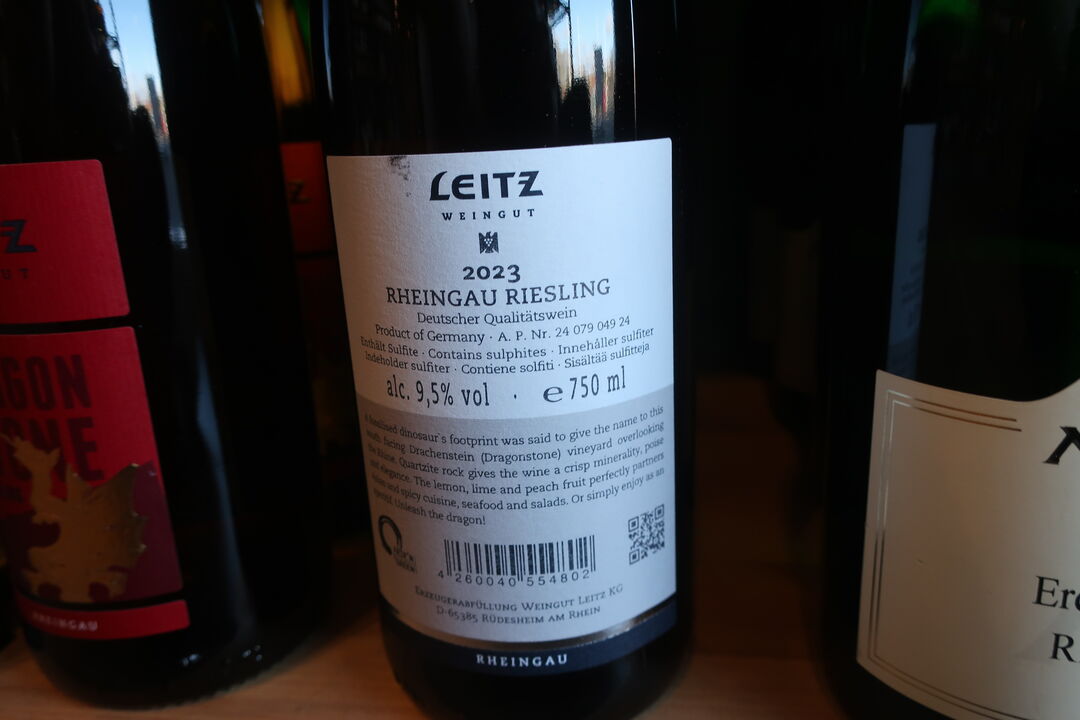 LEITZ
WEINGUT
2023
RHEINGAU RIESLING
Deutscher Qualitätswein
Product of Germany · A. P. Nr. 24 079 049 24
Enthält Sulfite · Contains sulphites · Innehåller sulfiter
Indeholder sulfiter · Contiene solfiti · Sisältää sulfitteja
alc. 9,5% vol · e 750 ml
A fossilized dinosaur's footprint was said to give the name to this
south facing Drachenstein (Dragonstone) vineyard overlooking
the Rhine. Quartzite rock gives the wine a crisp minerality, poise
and elegance. The lemon, lime and peach fruit perfectly partners
asian and spicy cuisine, seafood and salads. Or simply enjoy as an
aperitif. Unleash the dragon!
4 260040 554802
ERZEUGERABFÜLLUNG WEINGUT LEITZ KG
D-65385 RÜDESHEIM AM RHEIN
RHEINGAU
Z
UT
AGON
ONE
RHEINGAU
Z
N
Erd
R